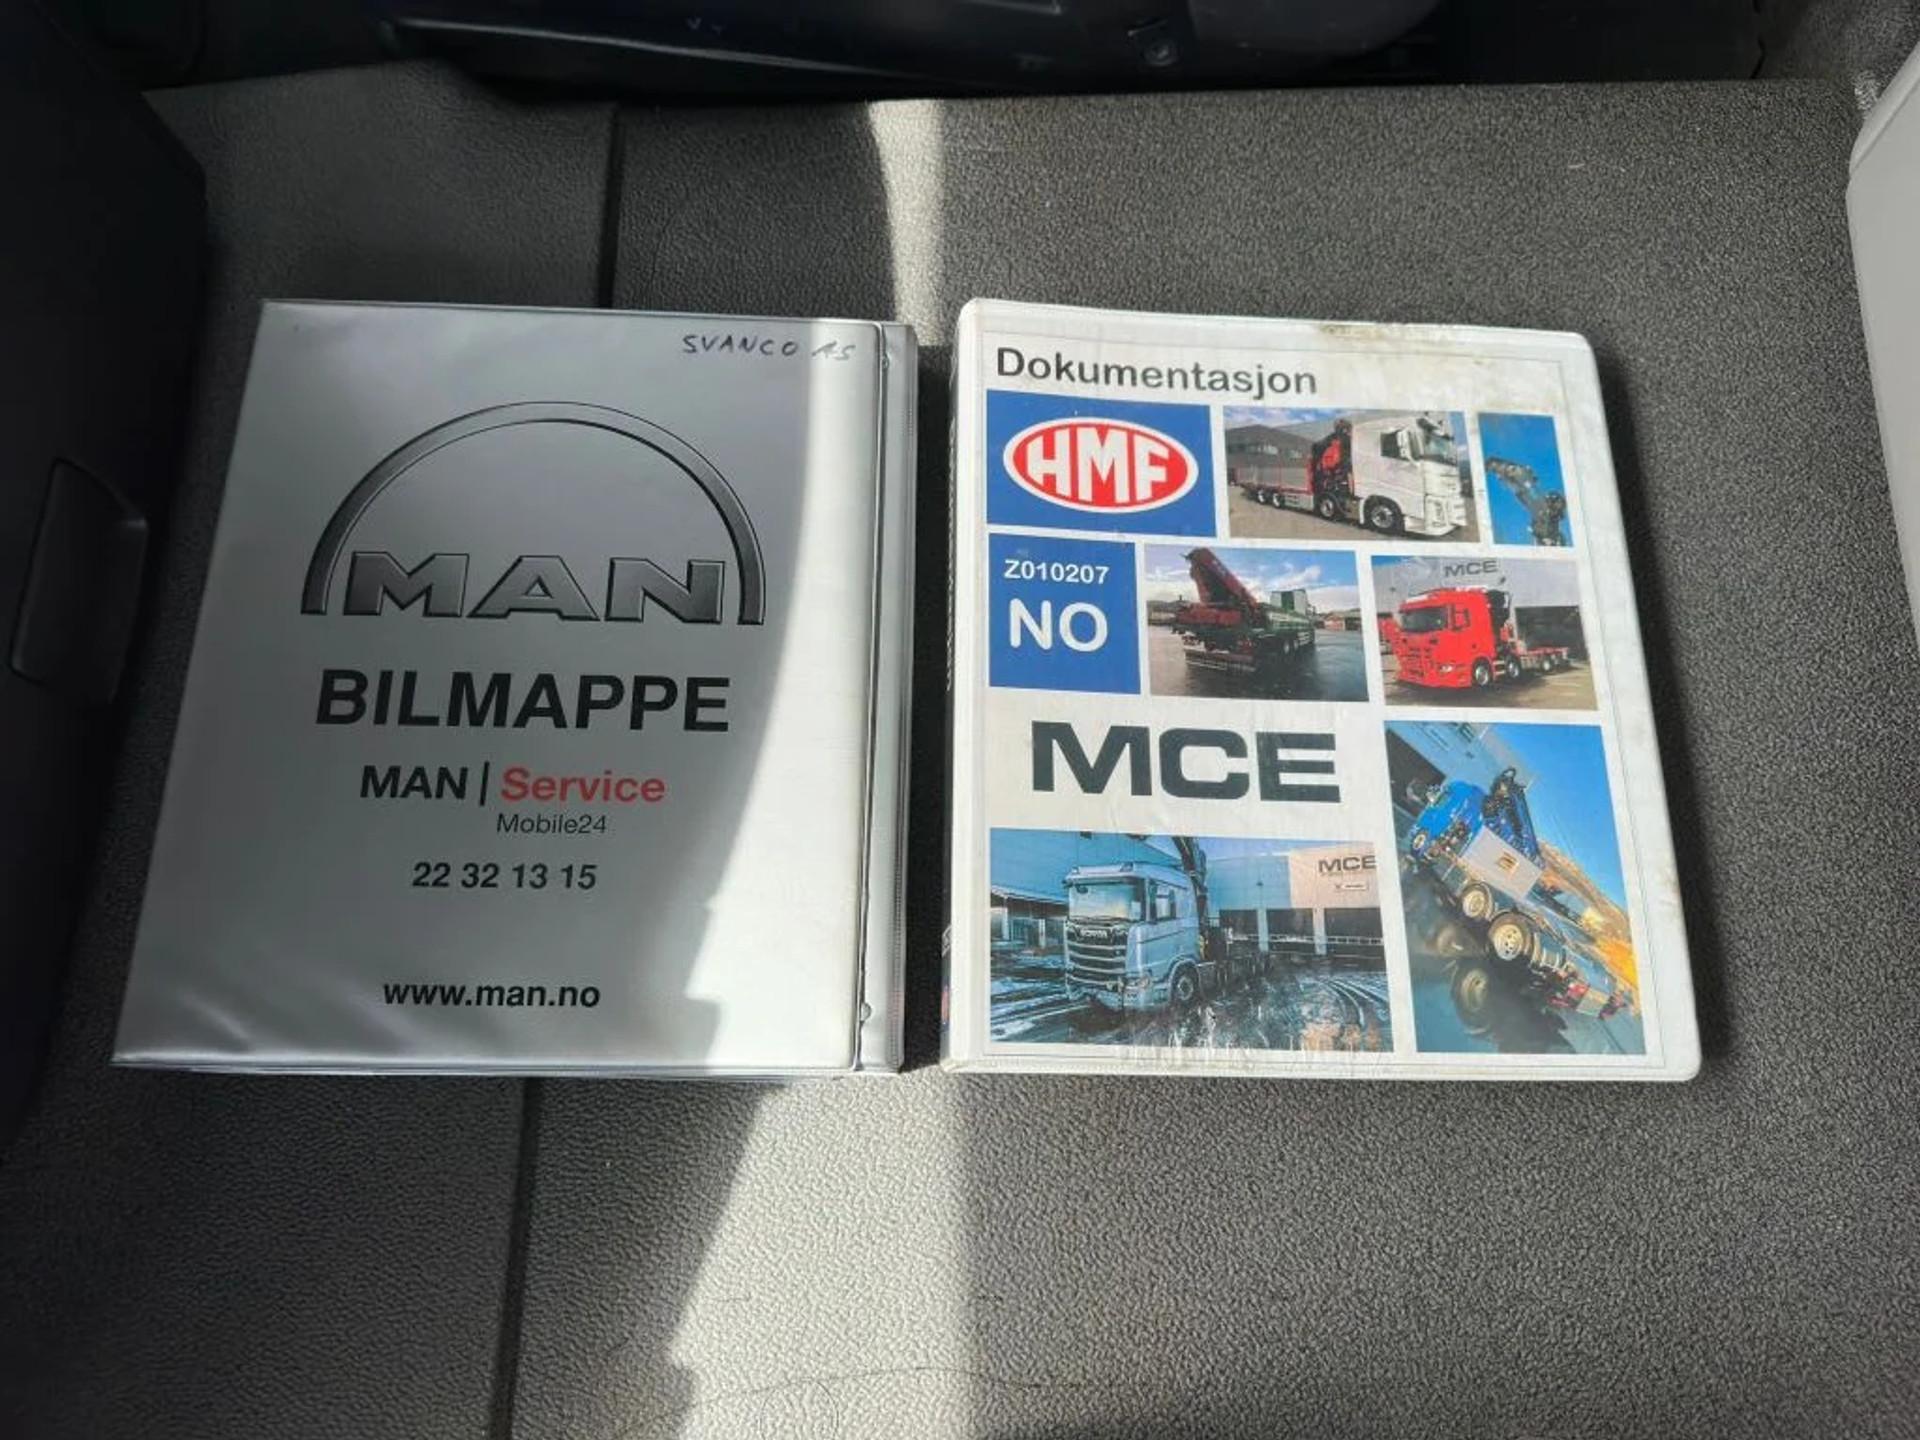 SVANCO AS
MAN
BILMAPPE
MAN | Service
Mobile24
22 32 13 15
www.man.no
Dokumentasjon
HMF
Z010207
NO
MCE
MCE
MCE
SCANIA